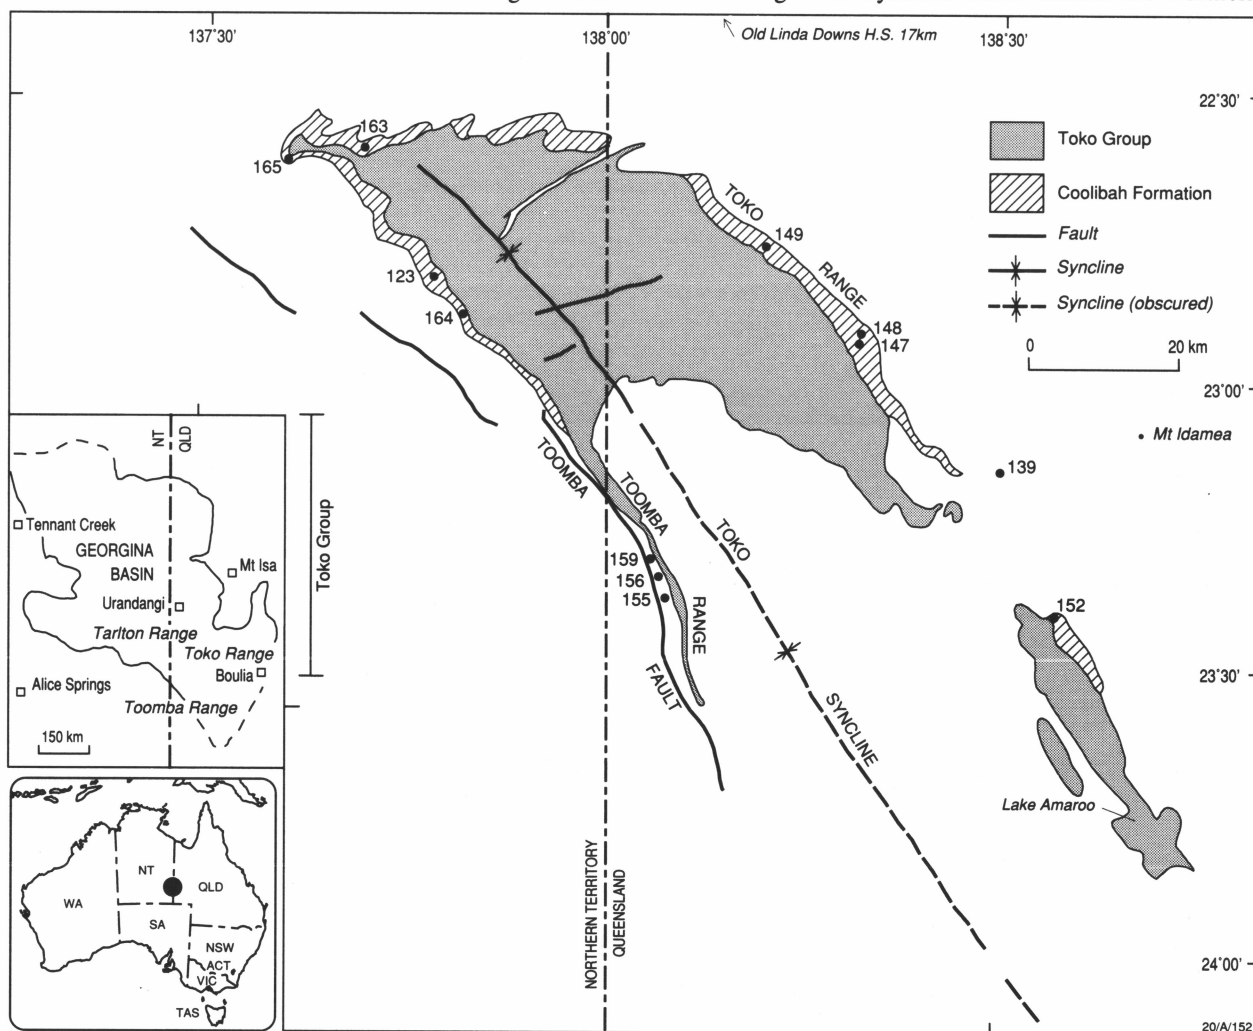 137°30'
138°00'
Old Linda Downs H.S. 17km
138°30'
22°30'
163
165
Toko Group
Coolibah Formation
Fault
Syncline
Syncline (obscured)
0 20 km
TOKO
RANGE
149
148
147
123
164
23°00'
Mt Idamea
139
TOOMBA
FAULT
TOOMBA
RANGE
159
156
155
TOKO
SYNCLINE
152
23°30'
Lake Amaroo
NORTHERN TERRITORY
QUEENSLAND
24°00'
20/A/152
NT
QLD
Tennant Creek
GEORGINA
BASIN
Mt Isa
Urandangi
Tarlton Range
Toko Range
Boulia
Alice Springs
Toomba Range
150 km
Toko Group
WA
NT
QLD
SA
NSW
ACT
VIC
TAS